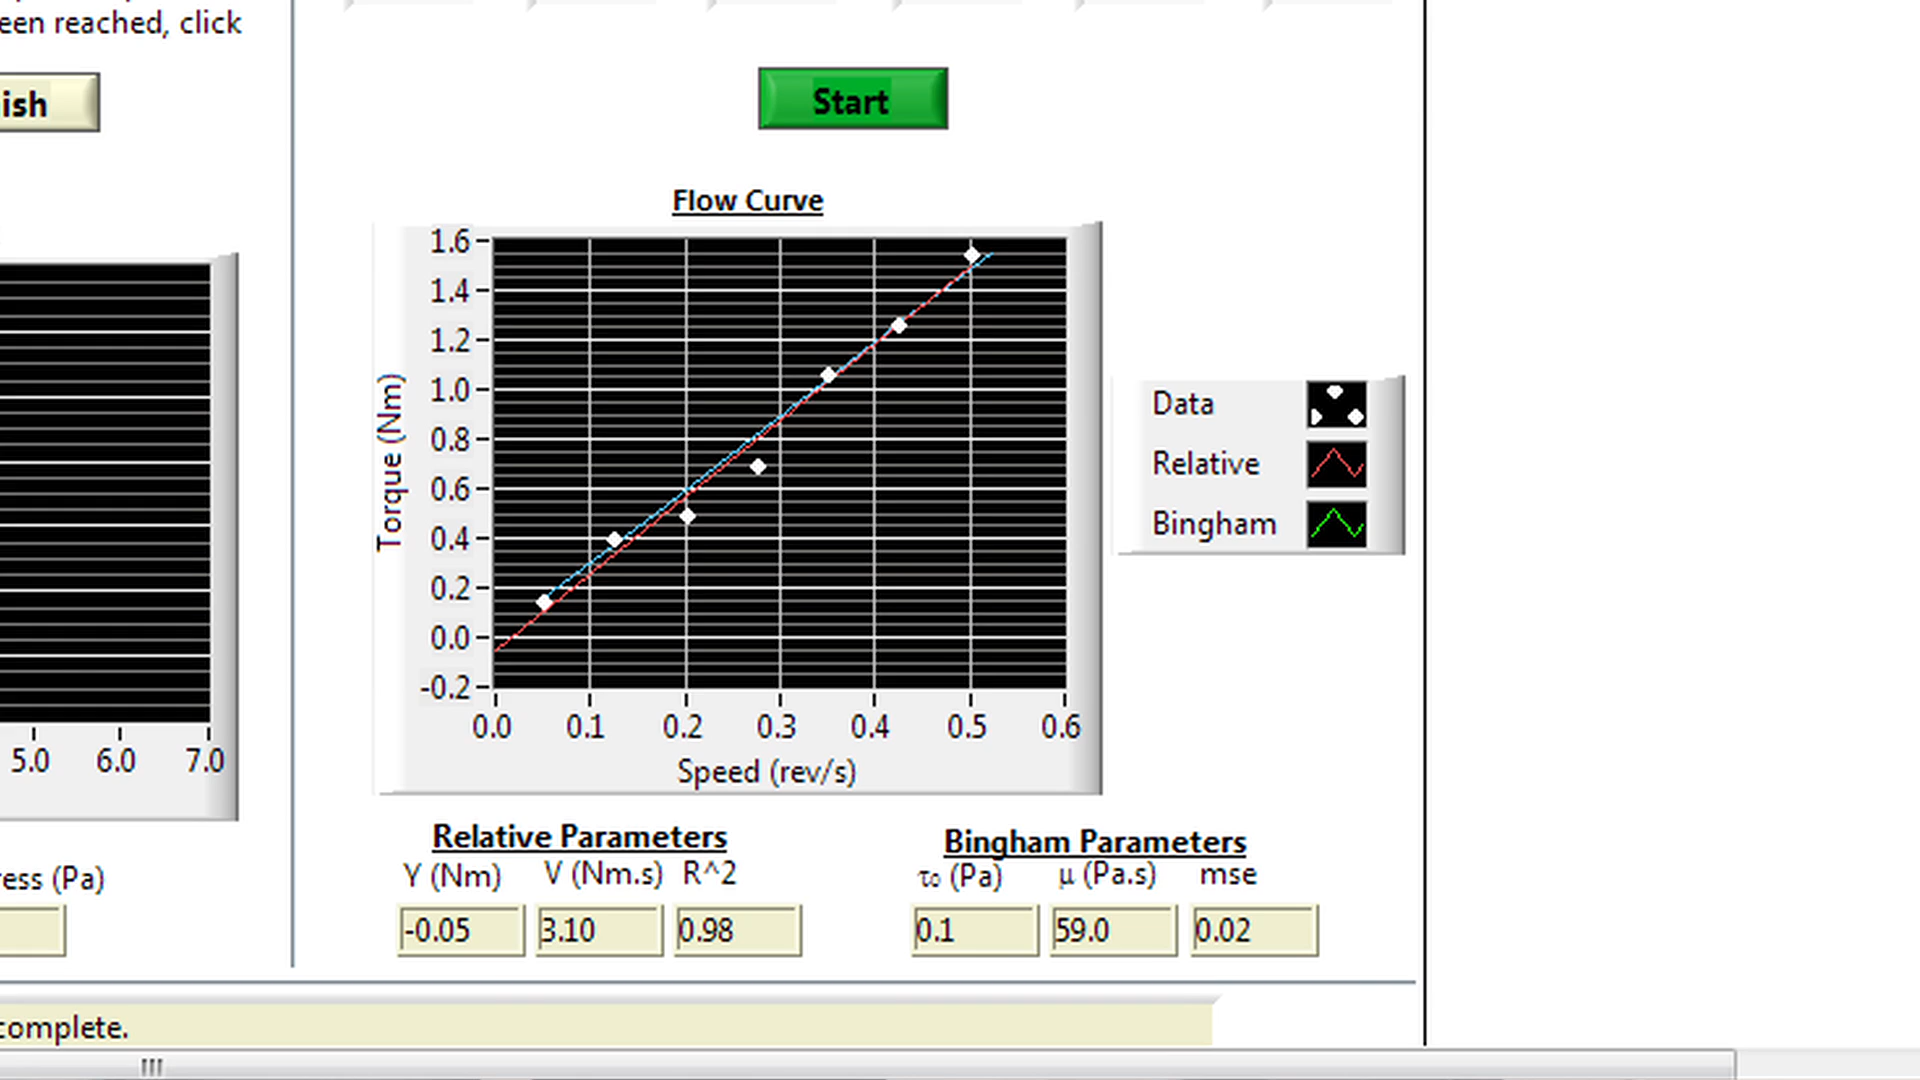 een reached, click
ish
Start
Flow Curve
1.6
1.4
1.2
1.0
0.8
0.6
0.4
0.2
0.0
-0.2
Torque (Nm)
0.0 0.1 0.2 0.3 0.4 0.5 0.6
Speed (rev/s)
Data
Relative
Bingham
5.0 6.0 7.0
ress (Pa)
Relative Parameters
Y (Nm) V (Nm.s) R^2
-0.05 3.10 0.98
Bingham Parameters
τo (Pa) μ (Pa.s) mse
0.1 59.0 0.02
complete.